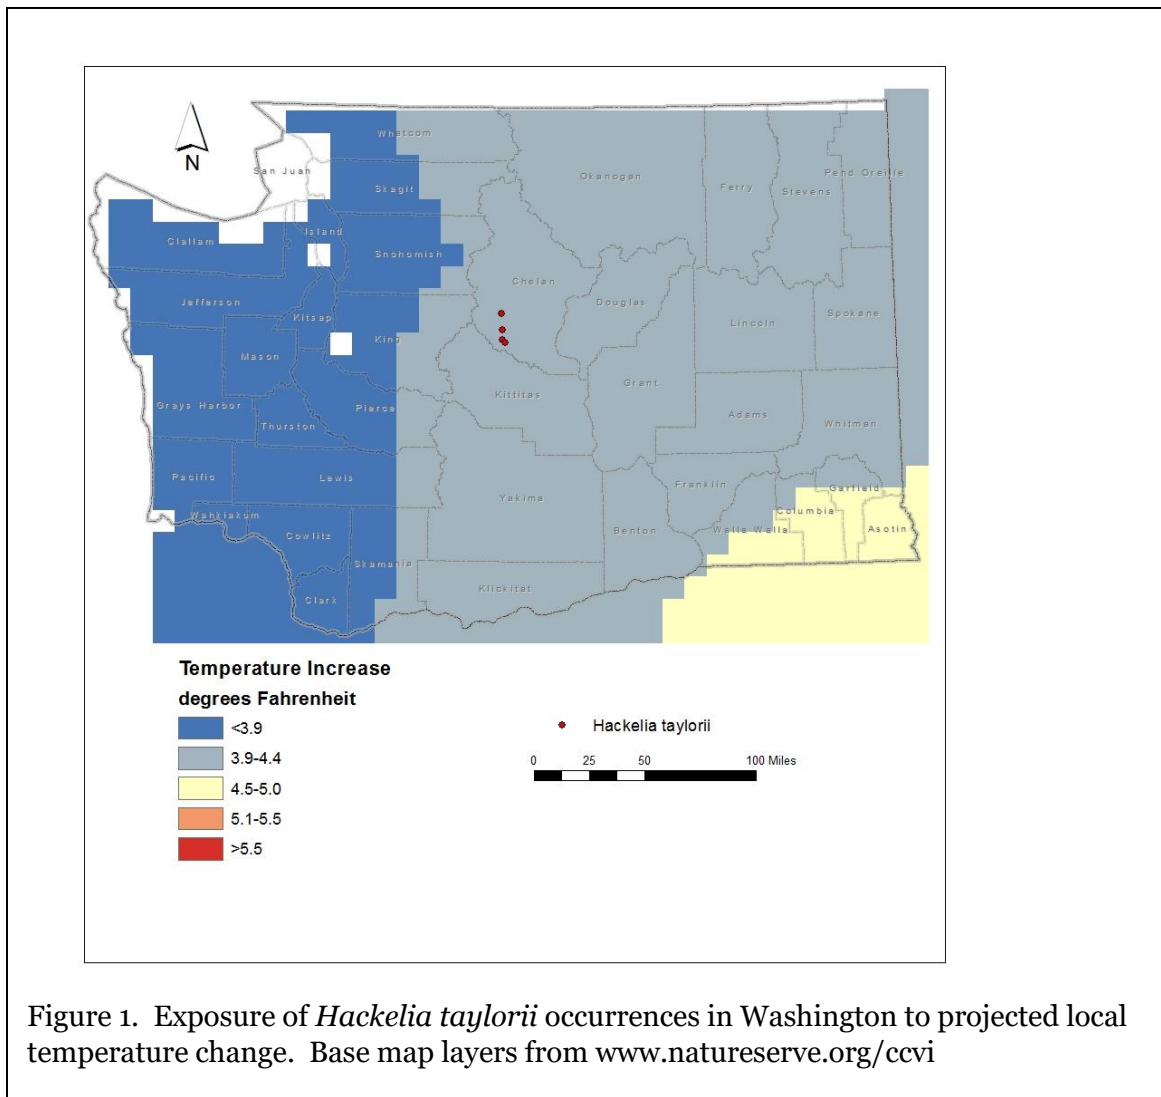 N
Whatcom
San Juan
Okanogan
Pend Oreille
Skagit
Ferry
Stevens
Island
Clallam
Snohomish
Chelan
Jefferson
Douglas
Kitsap
Lincoln
Spokane
King
Mason
Grant
Kittitas
Grays Harbor
Pierce
Adams
Thurston
Whitman
Pacific
Lewis
Franklin
Garfield
Yakima
Columbia
Wahkiakum
Walla Walla
Asotin
Cowlitz
Benton
Skamania
Klickitat
Clark
Temperature Increase
degrees Fahrenheit
<3.9
3.9-4.4
4.5-5.0
5.1-5.5
>5.5
Hackelia taylorii
0 25 50 100 Miles
Figure 1. Exposure of Hackelia taylorii occurrences in Washington to projected local
temperature change. Base map layers from www.natureserve.org/ccvi